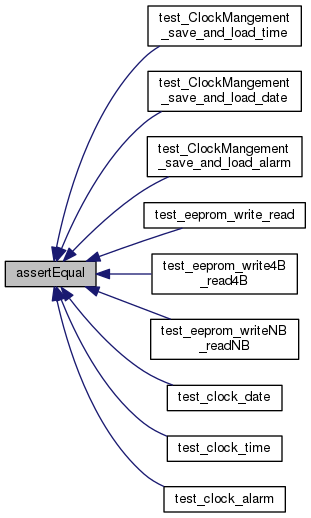 test_ClockMangement
_save_and_load_time
test_ClockMangement
_save_and_load_date
test_ClockMangement
_save_and_load_alarm
test_eeprom_write_read
assertEqual
test_eeprom_write4B
_read4B
test_eeprom_writeNB
_readNB
test_clock_date
test_clock_time
test_clock_alarm